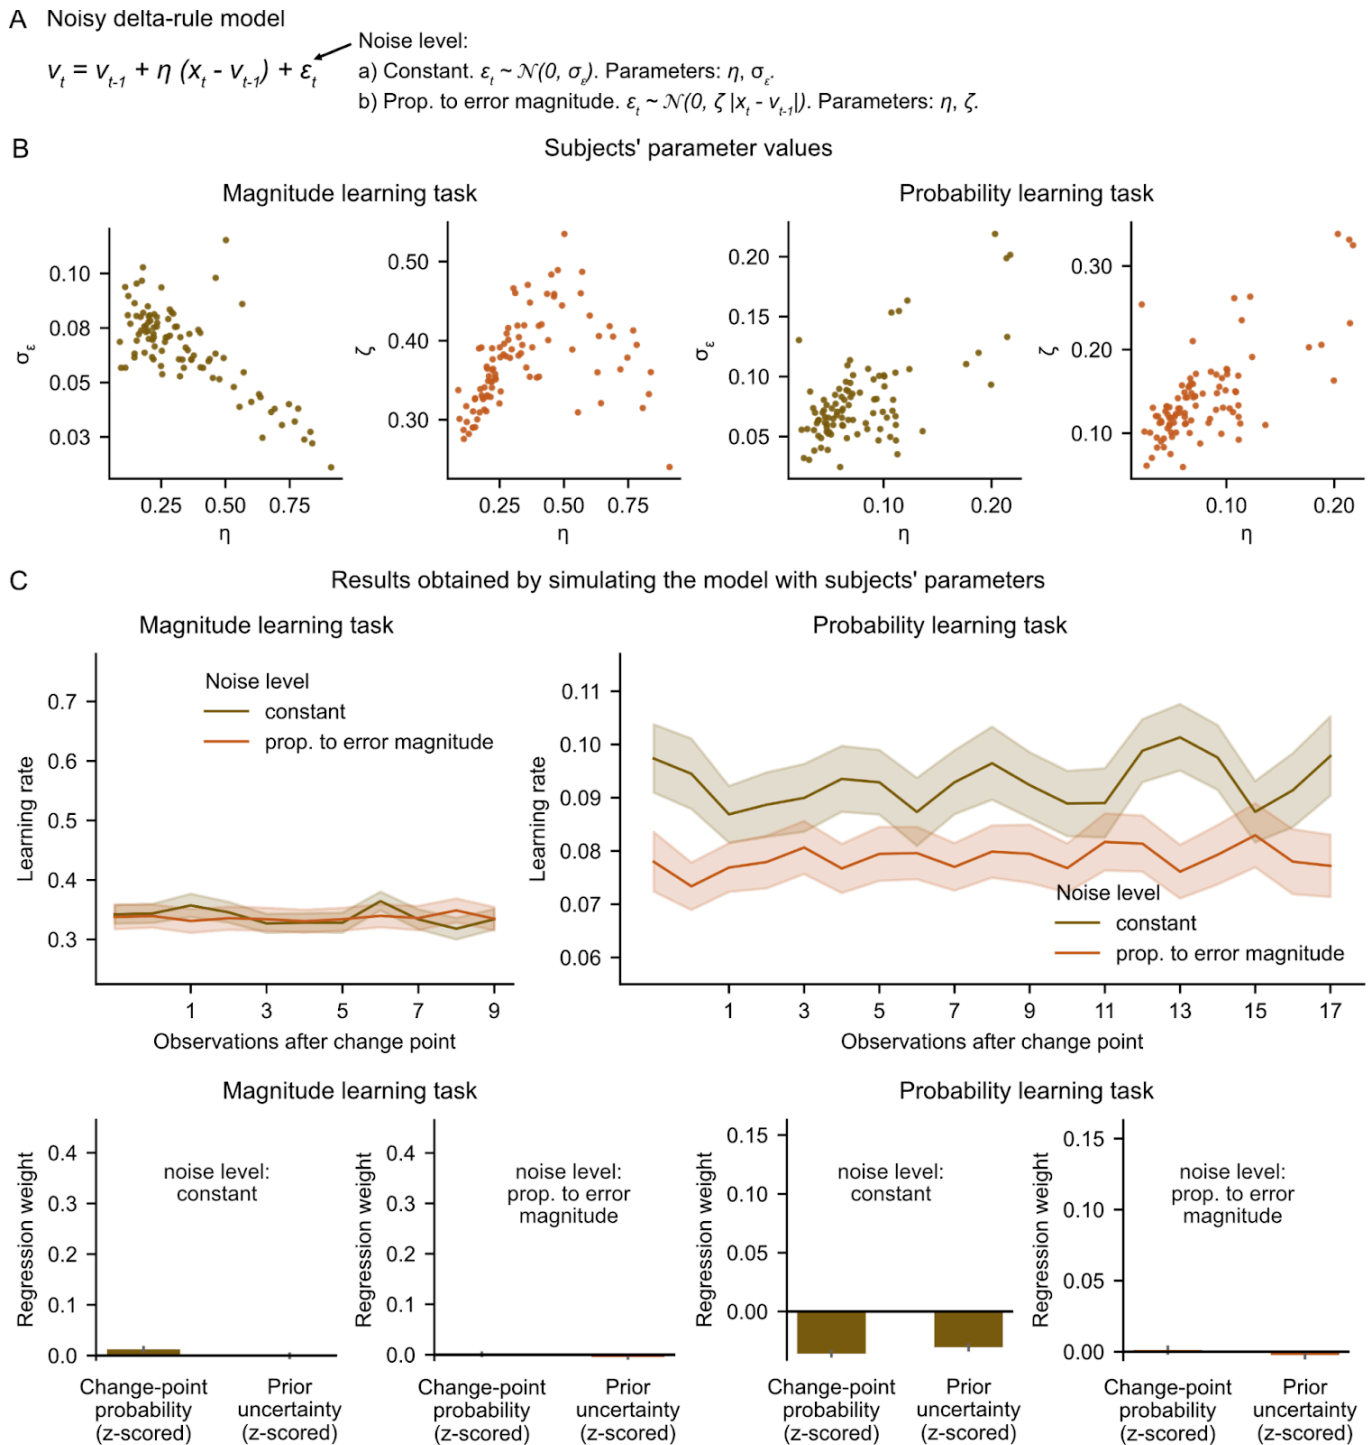 A Noisy delta-rule model
vt = vt-1 + η (xt - vt-1) + εt
Noise level:
a) Constant. εt ~ 𝒩(0, σε). Parameters: η, σε.
b) Prop. to error magnitude. εt ~ 𝒩(0, ζ |xt - vt-1|). Parameters: η, ζ.
B Subjects' parameter values
Magnitude learning task
Probability learning task
σε
0.10
0.08
0.05
0.03
0.25 0.50 0.75
η
ζ
0.50
0.40
0.30
0.25 0.50 0.75
η
σε
0.20
0.15
0.10
0.05
0.10 0.20
η
ζ
0.30
0.20
0.10
0.10 0.20
η
C Results obtained by simulating the model with subjects' parameters
Magnitude learning task
Learning rate
0.7
0.6
0.5
0.4
0.3
Noise level
constant
prop. to error magnitude
1 3 5 7 9
Observations after change point
Probability learning task
Learning rate
0.11
0.10
0.09
0.08
0.07
0.06
Noise level
constant
prop. to error magnitude
1 3 5 7 9 11 13 15 17
Observations after change point
Magnitude learning task
Probability learning task
Regression weight
0.4
0.3
0.2
0.1
0.0
noise level:
constant
Change-point
probability
(z-scored)
Prior
uncertainty
(z-scored)
Regression weight
0.4
0.3
0.2
0.1
0.0
noise level:
prop. to error
magnitude
Change-point
probability
(z-scored)
Prior
uncertainty
(z-scored)
Regression weight
0.15
0.10
0.05
0.00
noise level:
constant
Change-point
probability
(z-scored)
Prior
uncertainty
(z-scored)
Regression weight
0.15
0.10
0.05
0.00
noise level:
prop. to error
magnitude
Change-point
probability
(z-scored)
Prior
uncertainty
(z-scored)